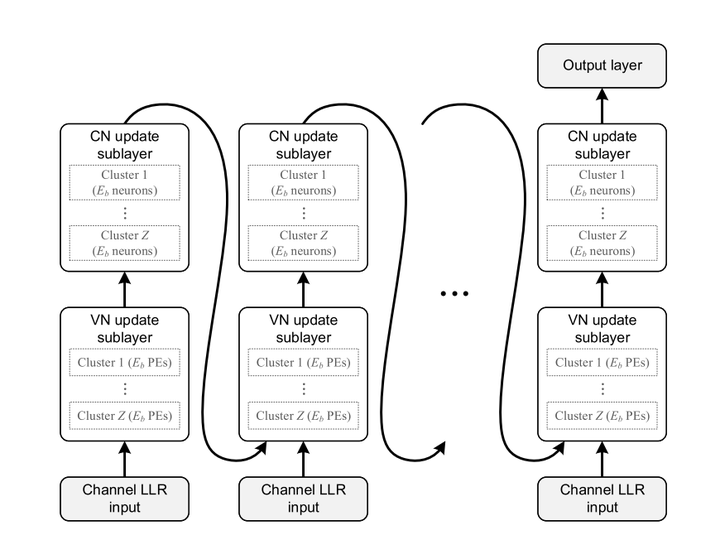 Output layer
CN update
sublayer
Cluster 1
(E_b neurons)
⋮
Cluster Z
(E_b neurons)
VN update
sublayer
Cluster 1 (E_b PEs)
⋮
Cluster Z (E_b PEs)
Channel LLR
input
CN update
sublayer
Cluster 1
(E_b neurons)
⋮
Cluster Z
(E_b neurons)
VN update
sublayer
Cluster 1 (E_b PEs)
⋮
Cluster Z (E_b PEs)
Channel LLR
input
...
CN update
sublayer
Cluster 1
(E_b neurons)
⋮
Cluster Z
(E_b neurons)
VN update
sublayer
Cluster 1 (E_b PEs)
⋮
Cluster Z (E_b PEs)
Channel LLR
input